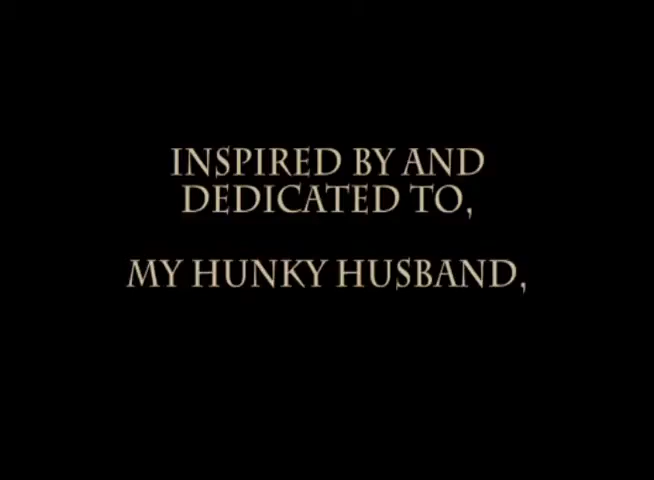 INSPIRED BY AND
DEDICATED TO,
MY HUNKY HUSBAND,